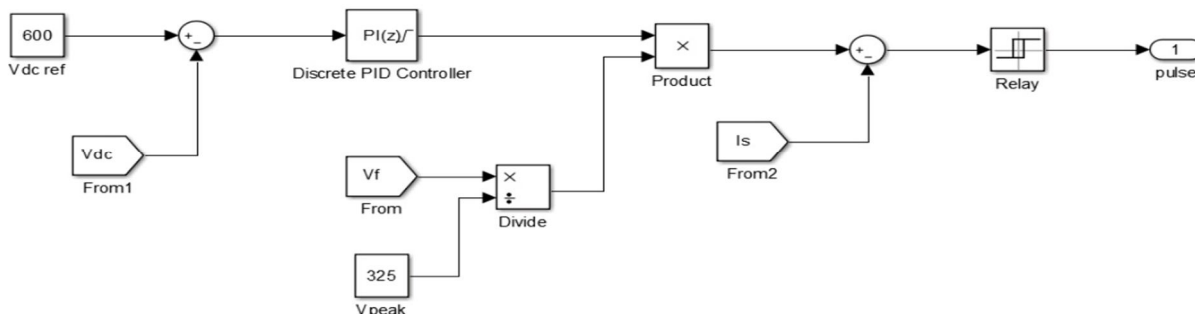 600
Vdc ref
+
−
PI(z)
Discrete PID Controller
×
Product
+
−
Relay
1
pulse
Vdc
From1
Vf
From
×
÷
Divide
Is
From2
325
Vpeak